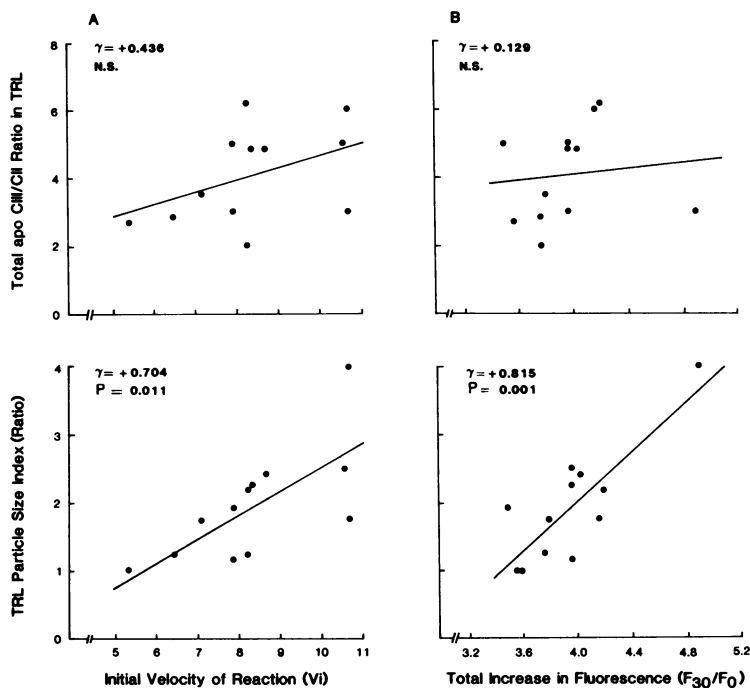 A
B
γ = +0.436
N.S.
γ = + 0.129
N.S.
Total apo CIII/CII Ratio in TRL
8
6
4
2
0
γ = + 0.704
P = 0.011
γ = +0.815
P = 0.001
TRL Particle Size Index (Ratio)
4
3
2
1
0
5 6 7 8 9 10 11
3.2 3.6 4.0 4.4 4.8 5.2
Initial Velocity of Reaction (Vi)
Total Increase in Fluorescence (F30/F0)